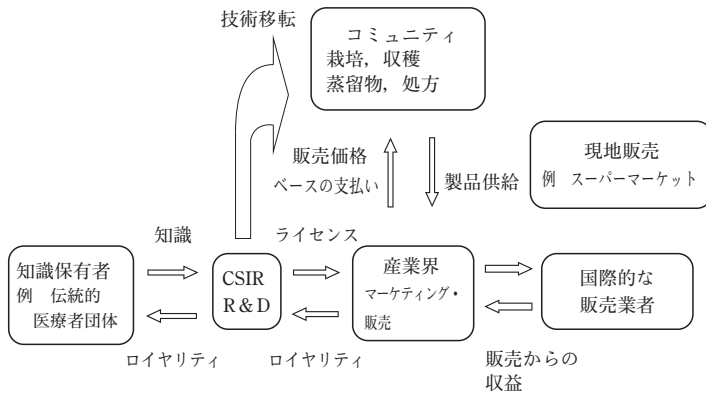 技術移転
コミュニティ
栽培，収穫
蒸留物，処方
販売価格
ベースの支払い
製品供給
現地販売
例　スーパーマーケット
知識
ライセンス
知識保有者
例　伝統的
医療者団体
CSIR
R & D
産業界
マーケティング・
販売
国際的な
販売業者
ロイヤリティ
ロイヤリティ
販売からの
収益